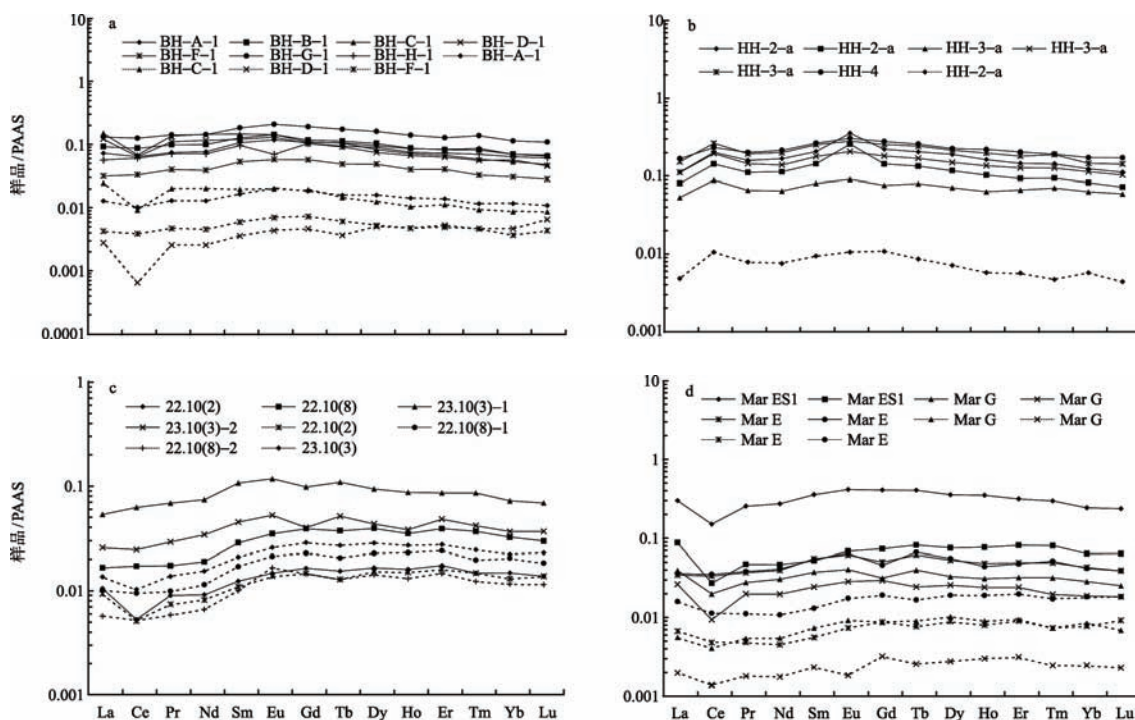 a
BH-A-1 BH-B-1 BH-C-1 BH-D-1
BH-F-1 BH-G-1 BH-H-1 BH-A-1
BH-C-1 BH-D-1 BH-F-1
10
1
0.10
0.01
0.001
0.0001
样品/PAAS
b
HH-2-a HH-2-a HH-3-a HH-3-a
HH-3-a HH-4 HH-2-a
10
1
0.1
0.01
0.001
c
22.10(2) 22.10(8) 23.10(3)-1
23.10(3)-2 22.10(2) 22.10(8)-1
22.10(8)-2 23.10(3)
1
0.1
0.01
0.001
样品/PAAS
La Ce Pr Nd Sm Eu Gd Tb Dy Ho Er Tm Yb Lu
d
Mar ES1 Mar ES1 Mar G Mar G
Mar E Mar E Mar G Mar G
Mar E Mar E
10
1
0.1
0.01
0.001
La Ce Pr Nd Sm Eu Gd Tb Dy Ho Er Tm Yb Lu